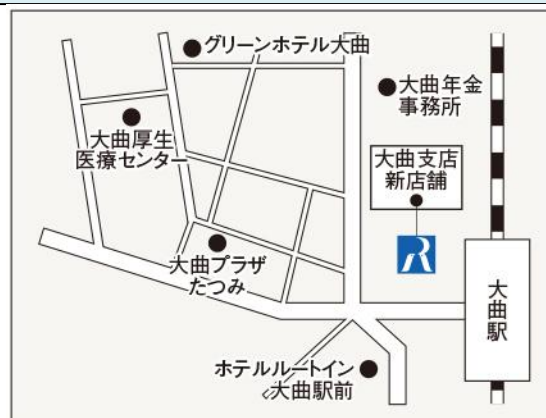 グリーンホテル大曲
大曲年金
事務所
大曲厚生
医療センター
大曲支店
新店舗
大曲プラザ
たつみ
大曲駅
ホテルルートイン
大曲駅前